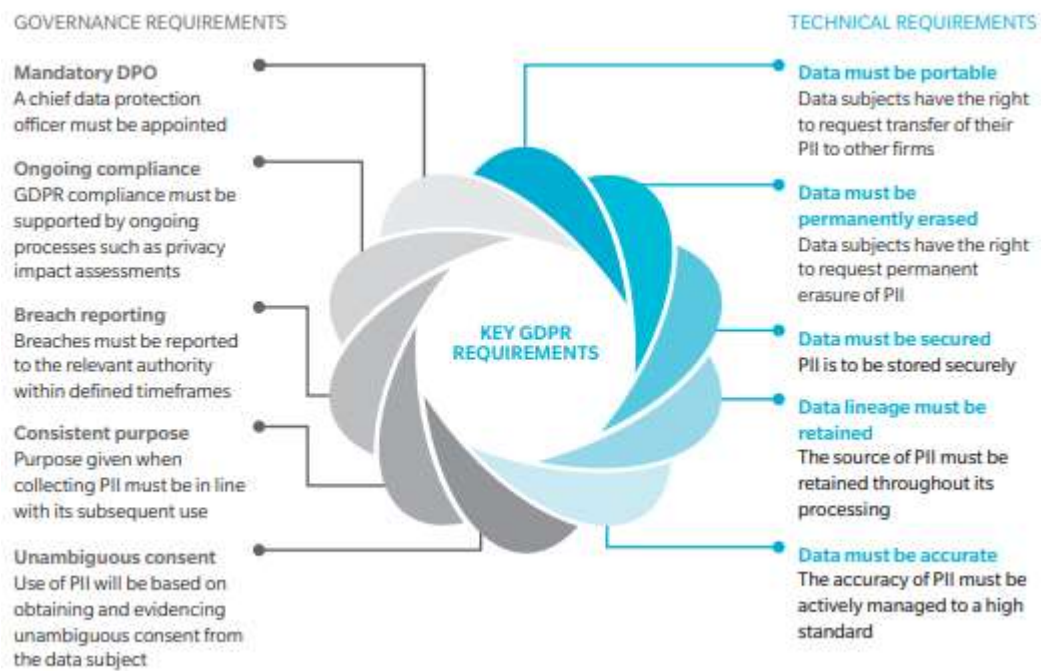 GOVERNANCE REQUIREMENTS
Mandatory DPO
A chief data protection
officer must be appointed
Ongoing compliance
GDPR compliance must be
supported by ongoing
processes such as privacy
impact assessments
Breach reporting
Breaches must be reported
to the relevant authority
within defined timeframes
Consistent purpose
Purpose given when
collecting PII must be in line
with its subsequent use
Unambiguous consent
Use of PII will be based on
obtaining and evidencing
unambiguous consent from
the data subject
KEY GDPR
REQUIREMENTS
TECHNICAL REQUIREMENTS
Data must be portable
Data subjects have the right
to request transfer of their
PII to other firms
Data must be
permanently erased
Data subjects have the right
to request permanent
erasure of PII
Data must be secured
PII is to be stored securely
Data lineage must be
retained
The source of PII must be
retained throughout its
processing
Data must be accurate
The accuracy of PII must be
actively managed to a high
standard